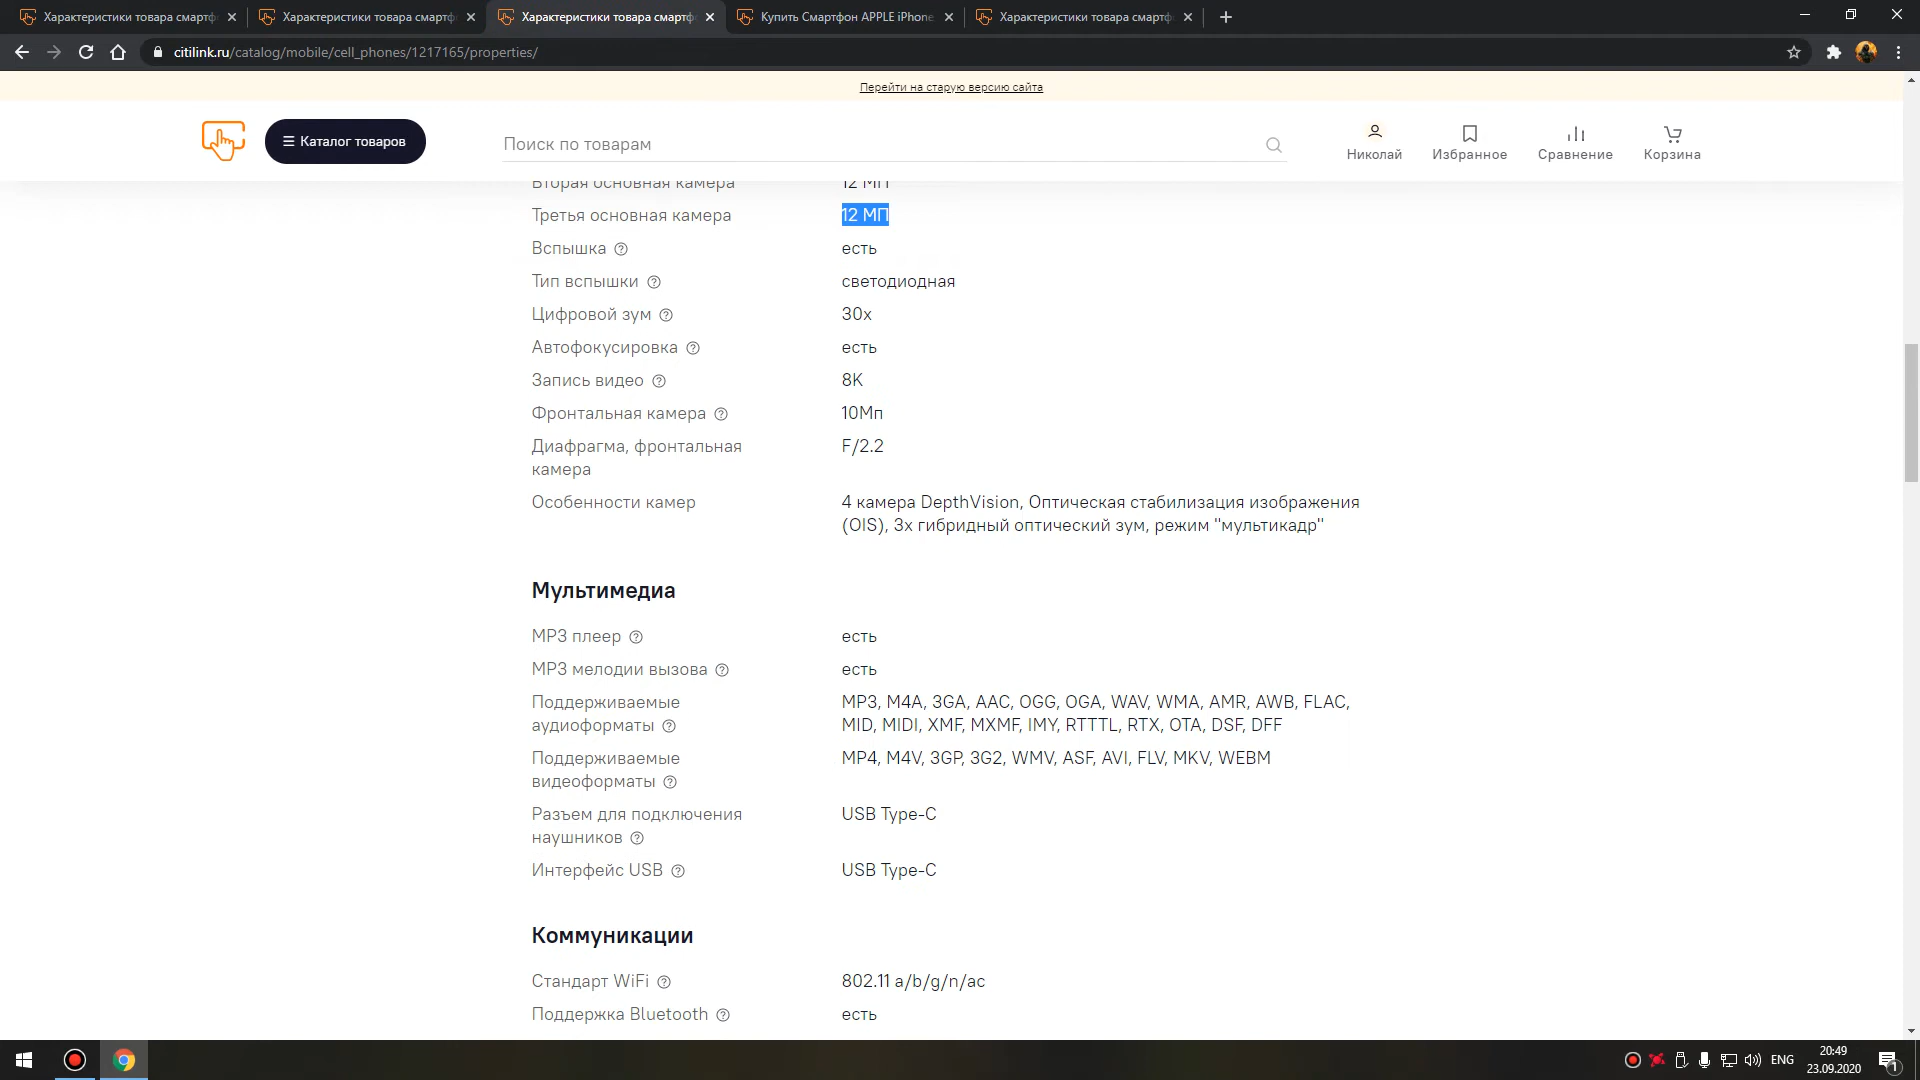 Характеристики товара смартф
Характеристики товара смартф
Характеристики товара смартф
Купить Смартфон APPLE iPhone
Характеристики товара смартф
citilink.ru/catalog/mobile/cell_phones/1217165/properties/
Перейти на старую версию сайта
Каталог товаров
Поиск по товарам
Николай
Избранное
Сравнение
Корзина
Вторая основная камера 12 МП
Третья основная камера 12 МП
Вспышка есть
Тип вспышки светодиодная
Цифровой зум 30x
Автофокусировка есть
Запись видео 8K
Фронтальная камера 10Мп
Диафрагма, фронтальная F/2.2
камера
Особенности камер 4 камера DepthVision, Оптическая стабилизация изображения
(OIS), 3x гибридный оптический зум, режим "мультикадр"
Мультимедиа
MP3 плеер есть
MP3 мелодии вызова есть
Поддерживаемые MP3, M4A, 3GA, AAC, OGG, OGA, WAV, WMA, AMR, AWB, FLAC,
аудиоформаты MID, MIDI, XMF, MXMF, IMY, RTTTL, RTX, OTA, DSF, DFF
Поддерживаемые MP4, M4V, 3GP, 3G2, WMV, ASF, AVI, FLV, MKV, WEBM
видеоформаты
Разъем для подключения USB Type-C
наушников
Интерфейс USB USB Type-C
Коммуникации
Стандарт WiFi 802.11 a/b/g/n/ac
Поддержка Bluetooth есть
ENG
20:49
23.09.2020
1